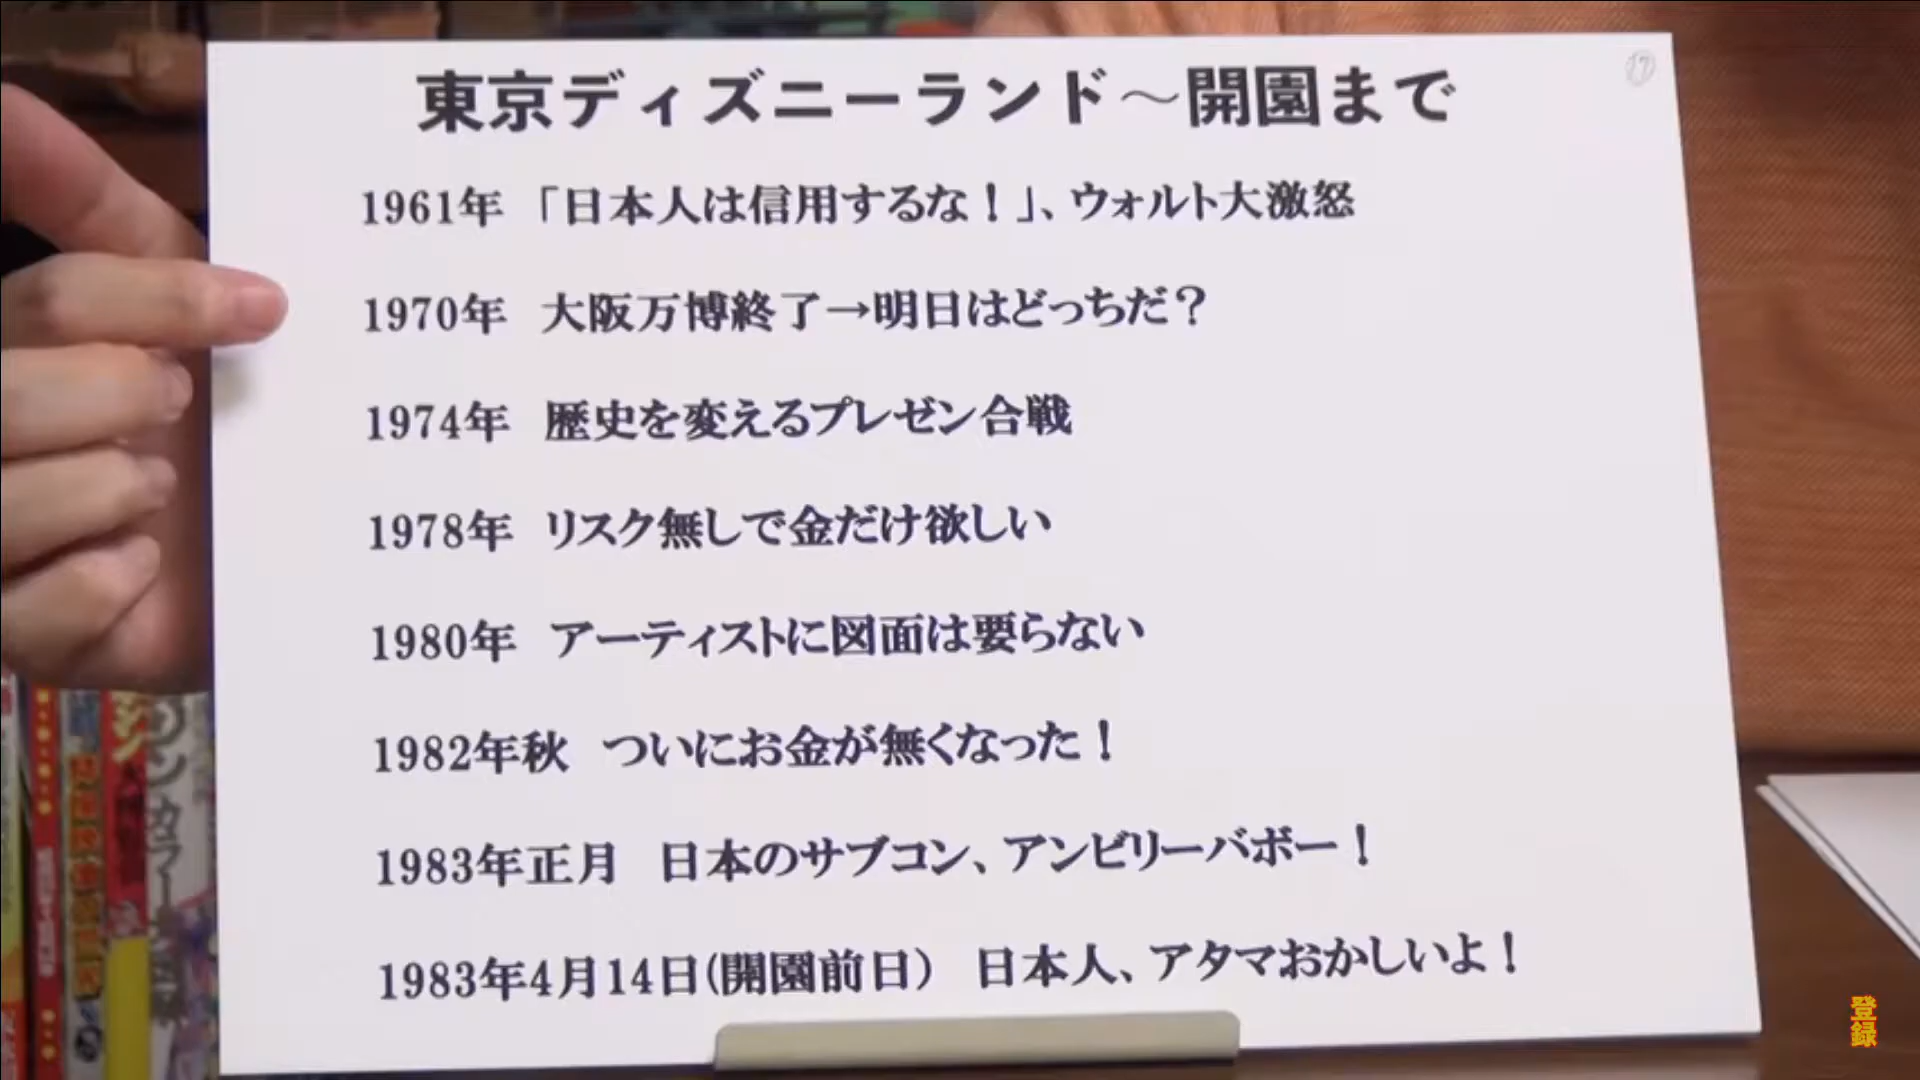 東京ディズニーランド～開園まで
17
1961年 「日本人は信用するな！」、ウォルト大激怒
1970年 大阪万博終了→明日はどっちだ？
1974年 歴史を変えるプレゼン合戦
1978年 リスク無しで金だけ欲しい
1980年 アーティストに図面は要らない
1982年秋 ついにお金が無くなった！
1983年正月 日本のサブコン、アンビリーバボー！
1983年4月14日(開園前日） 日本人、アタマおかしいよ！
登録